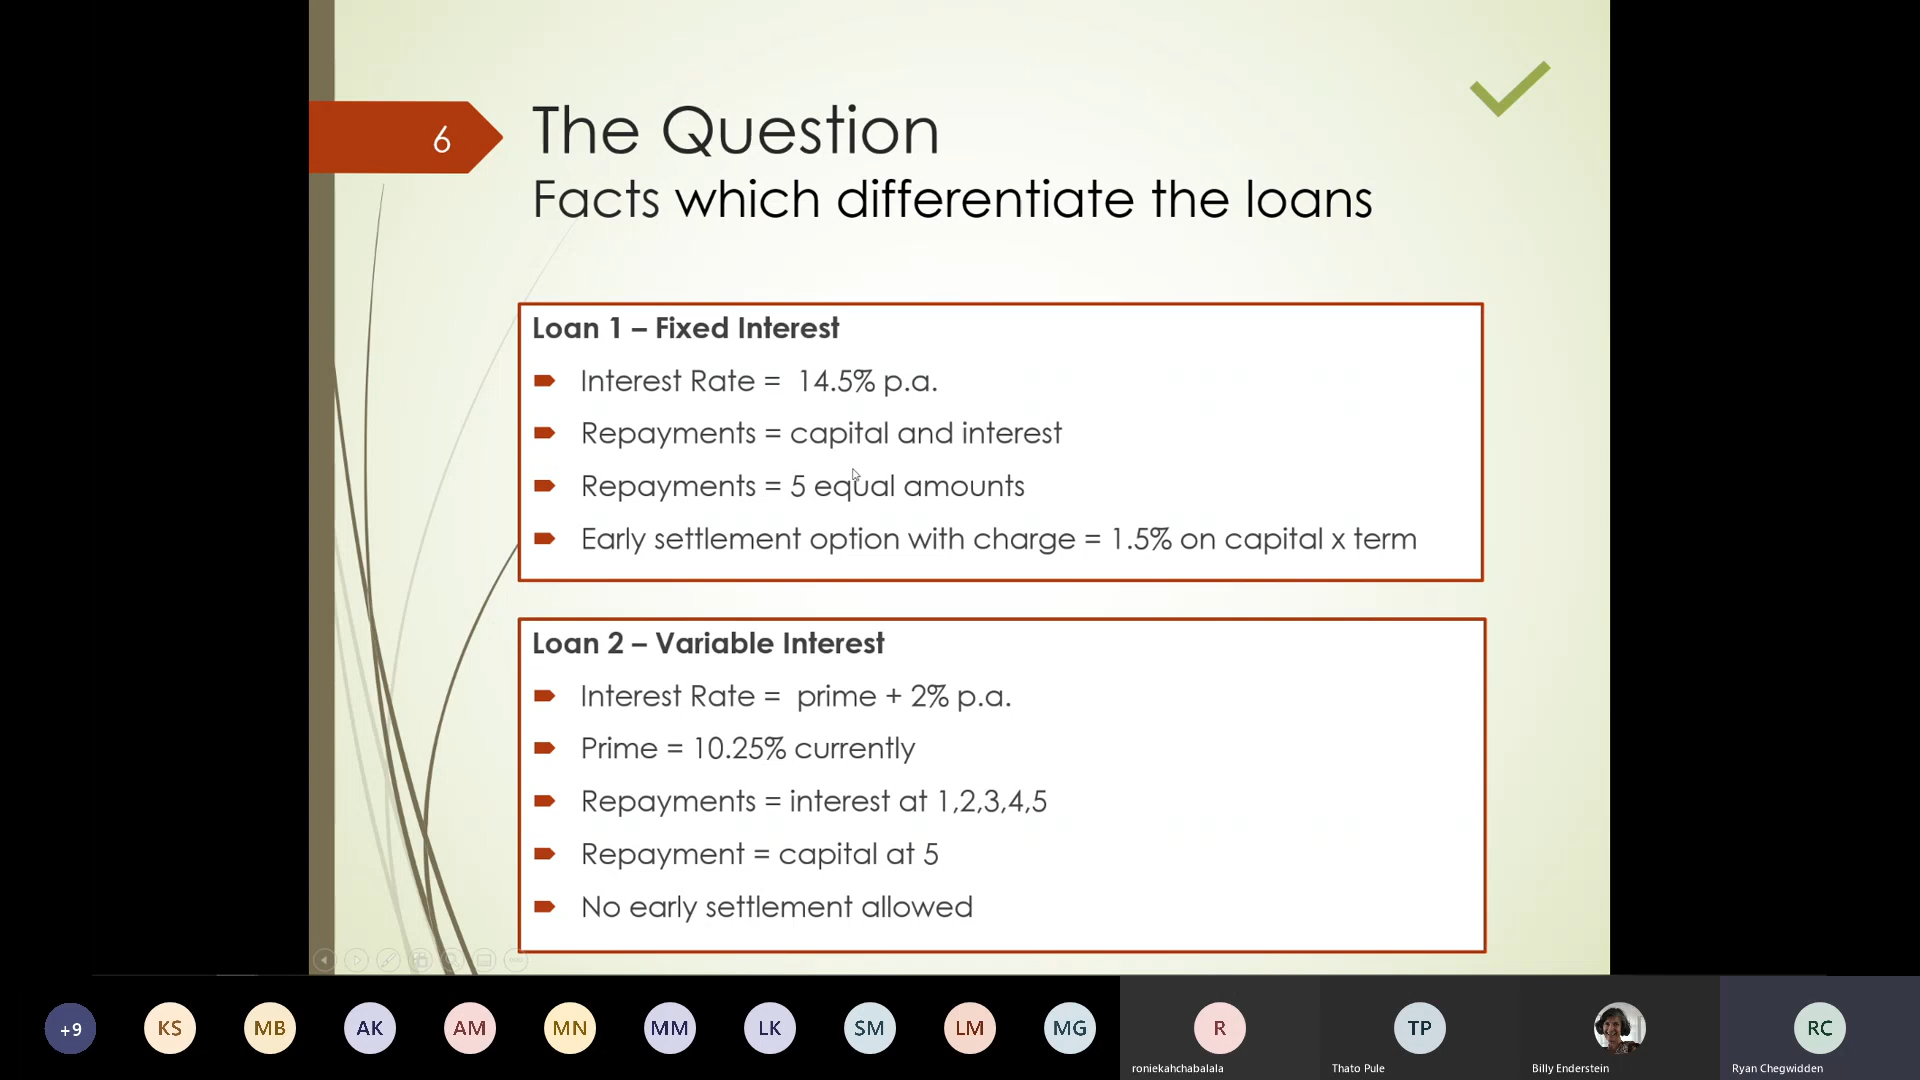 6
The Question
Facts which differentiate the loans
Loan 1 – Fixed Interest
Interest Rate =  14.5% p.a.
Repayments = capital and interest
Repayments = 5 equal amounts
Early settlement option with charge = 1.5% on capital x term
Loan 2 – Variable Interest
Interest Rate =  prime + 2% p.a.
Prime = 10.25% currently
Repayments = interest at 1,2,3,4,5
Repayment = capital at 5
No early settlement allowed
+9 KS MB AK AM MN MM LK SM LM MG R TP RC
roniekahchabalala Thato Pule Billy Enderstein Ryan Chegwidden